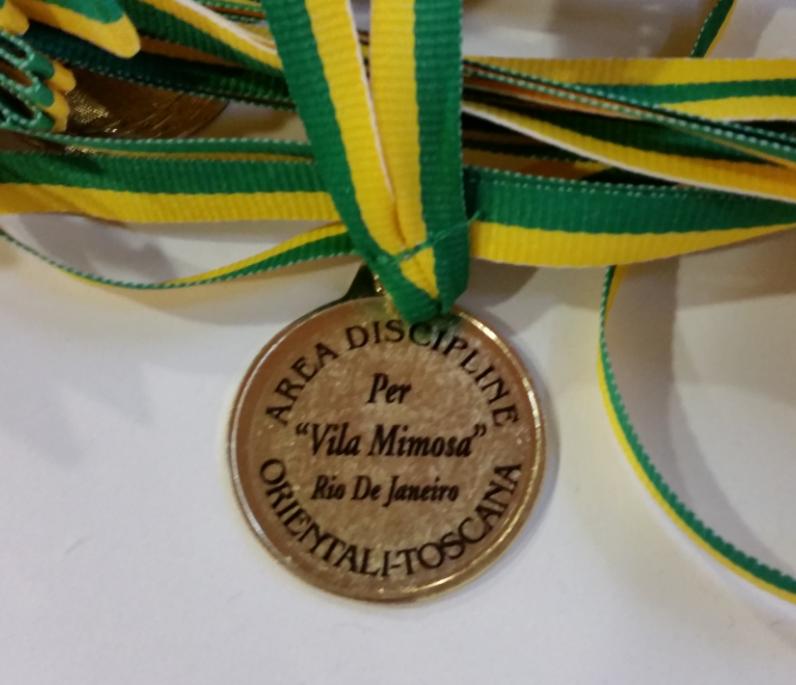 AREA DISCIPLINE
Per
"Vila Mimosa"
Rio De Janeiro
ORIENTALI-TOSCANA